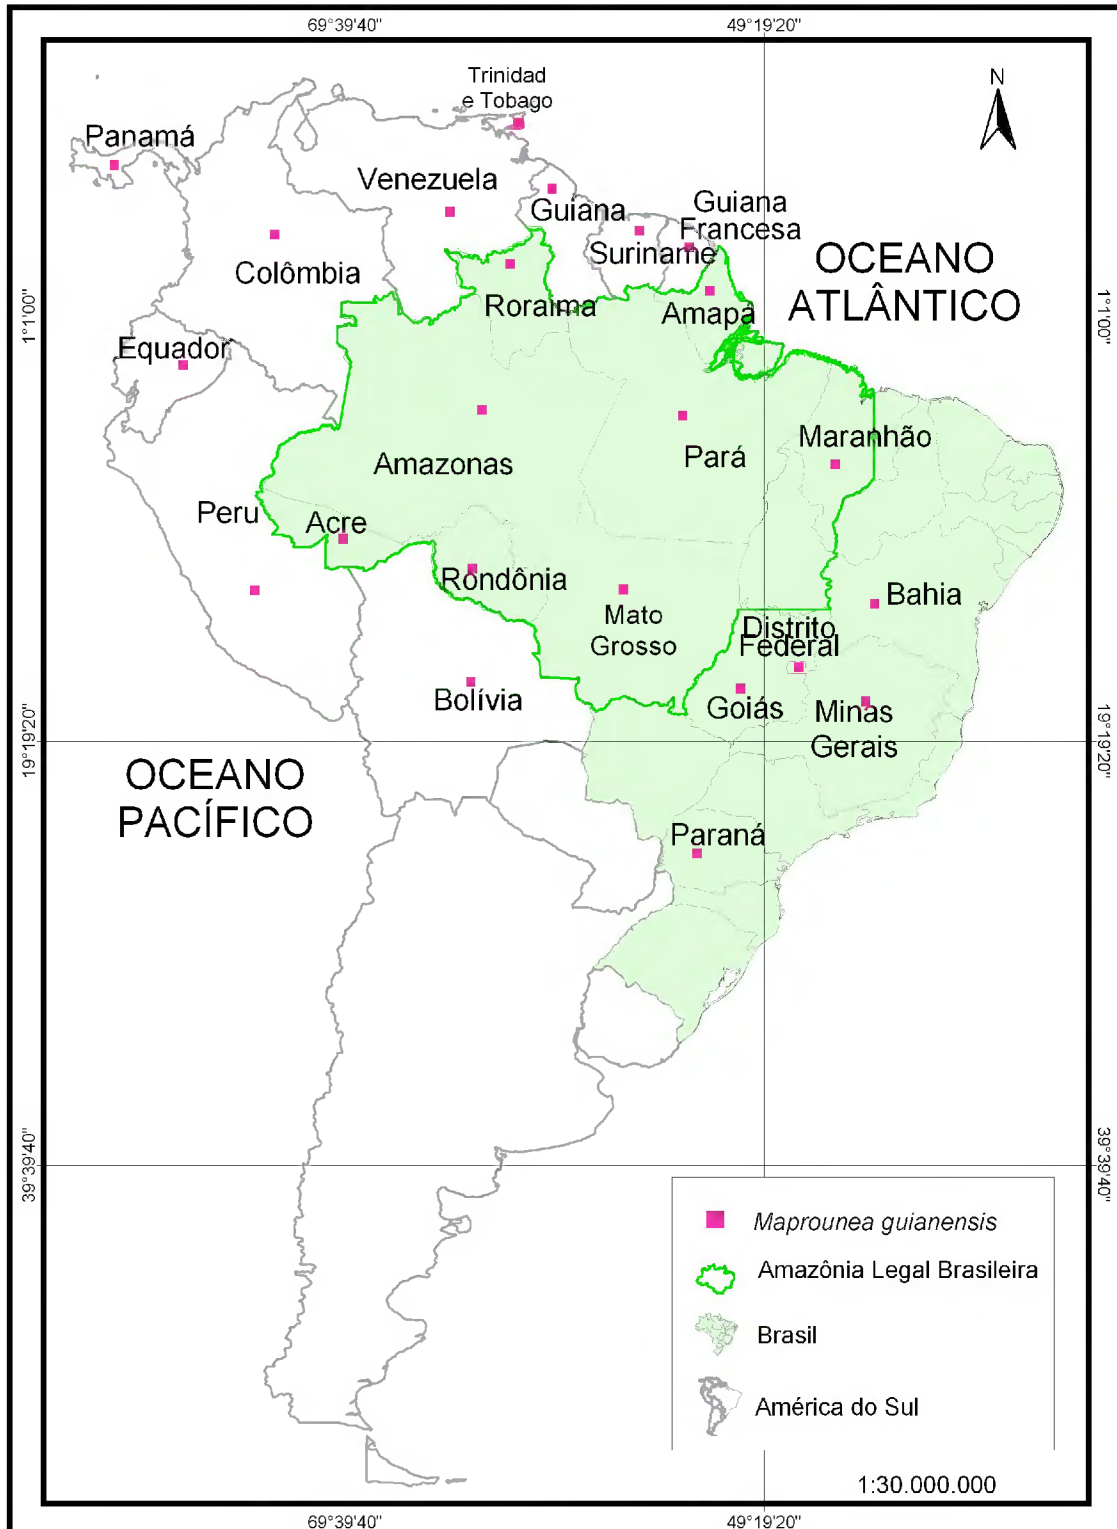 69°39'40"
49°19'20"
Trinidad
e Tobago
N
Panamá
Venezuela
Guiana
Guiana
Francesa
Suriname
OCEANO
ATLÂNTICO
Colômbia
Roraima
Amapá
1°1'00"
1°1'00"
Equador
Maranhão
Amazonas
Pará
Peru
Acre
Rondônia
Bahia
Mato
Grosso
Distrito
Federal
Bolívia
Goiás
Minas
Gerais
19°19'20"
19°19'20"
OCEANO
PACÍFICO
Paraná
39°39'40"
39°39'40"
Maprounea guianensis
Amazônia Legal Brasileira
Brasil
América do Sul
1:30.000.000
69°39'40"
49°19'20"